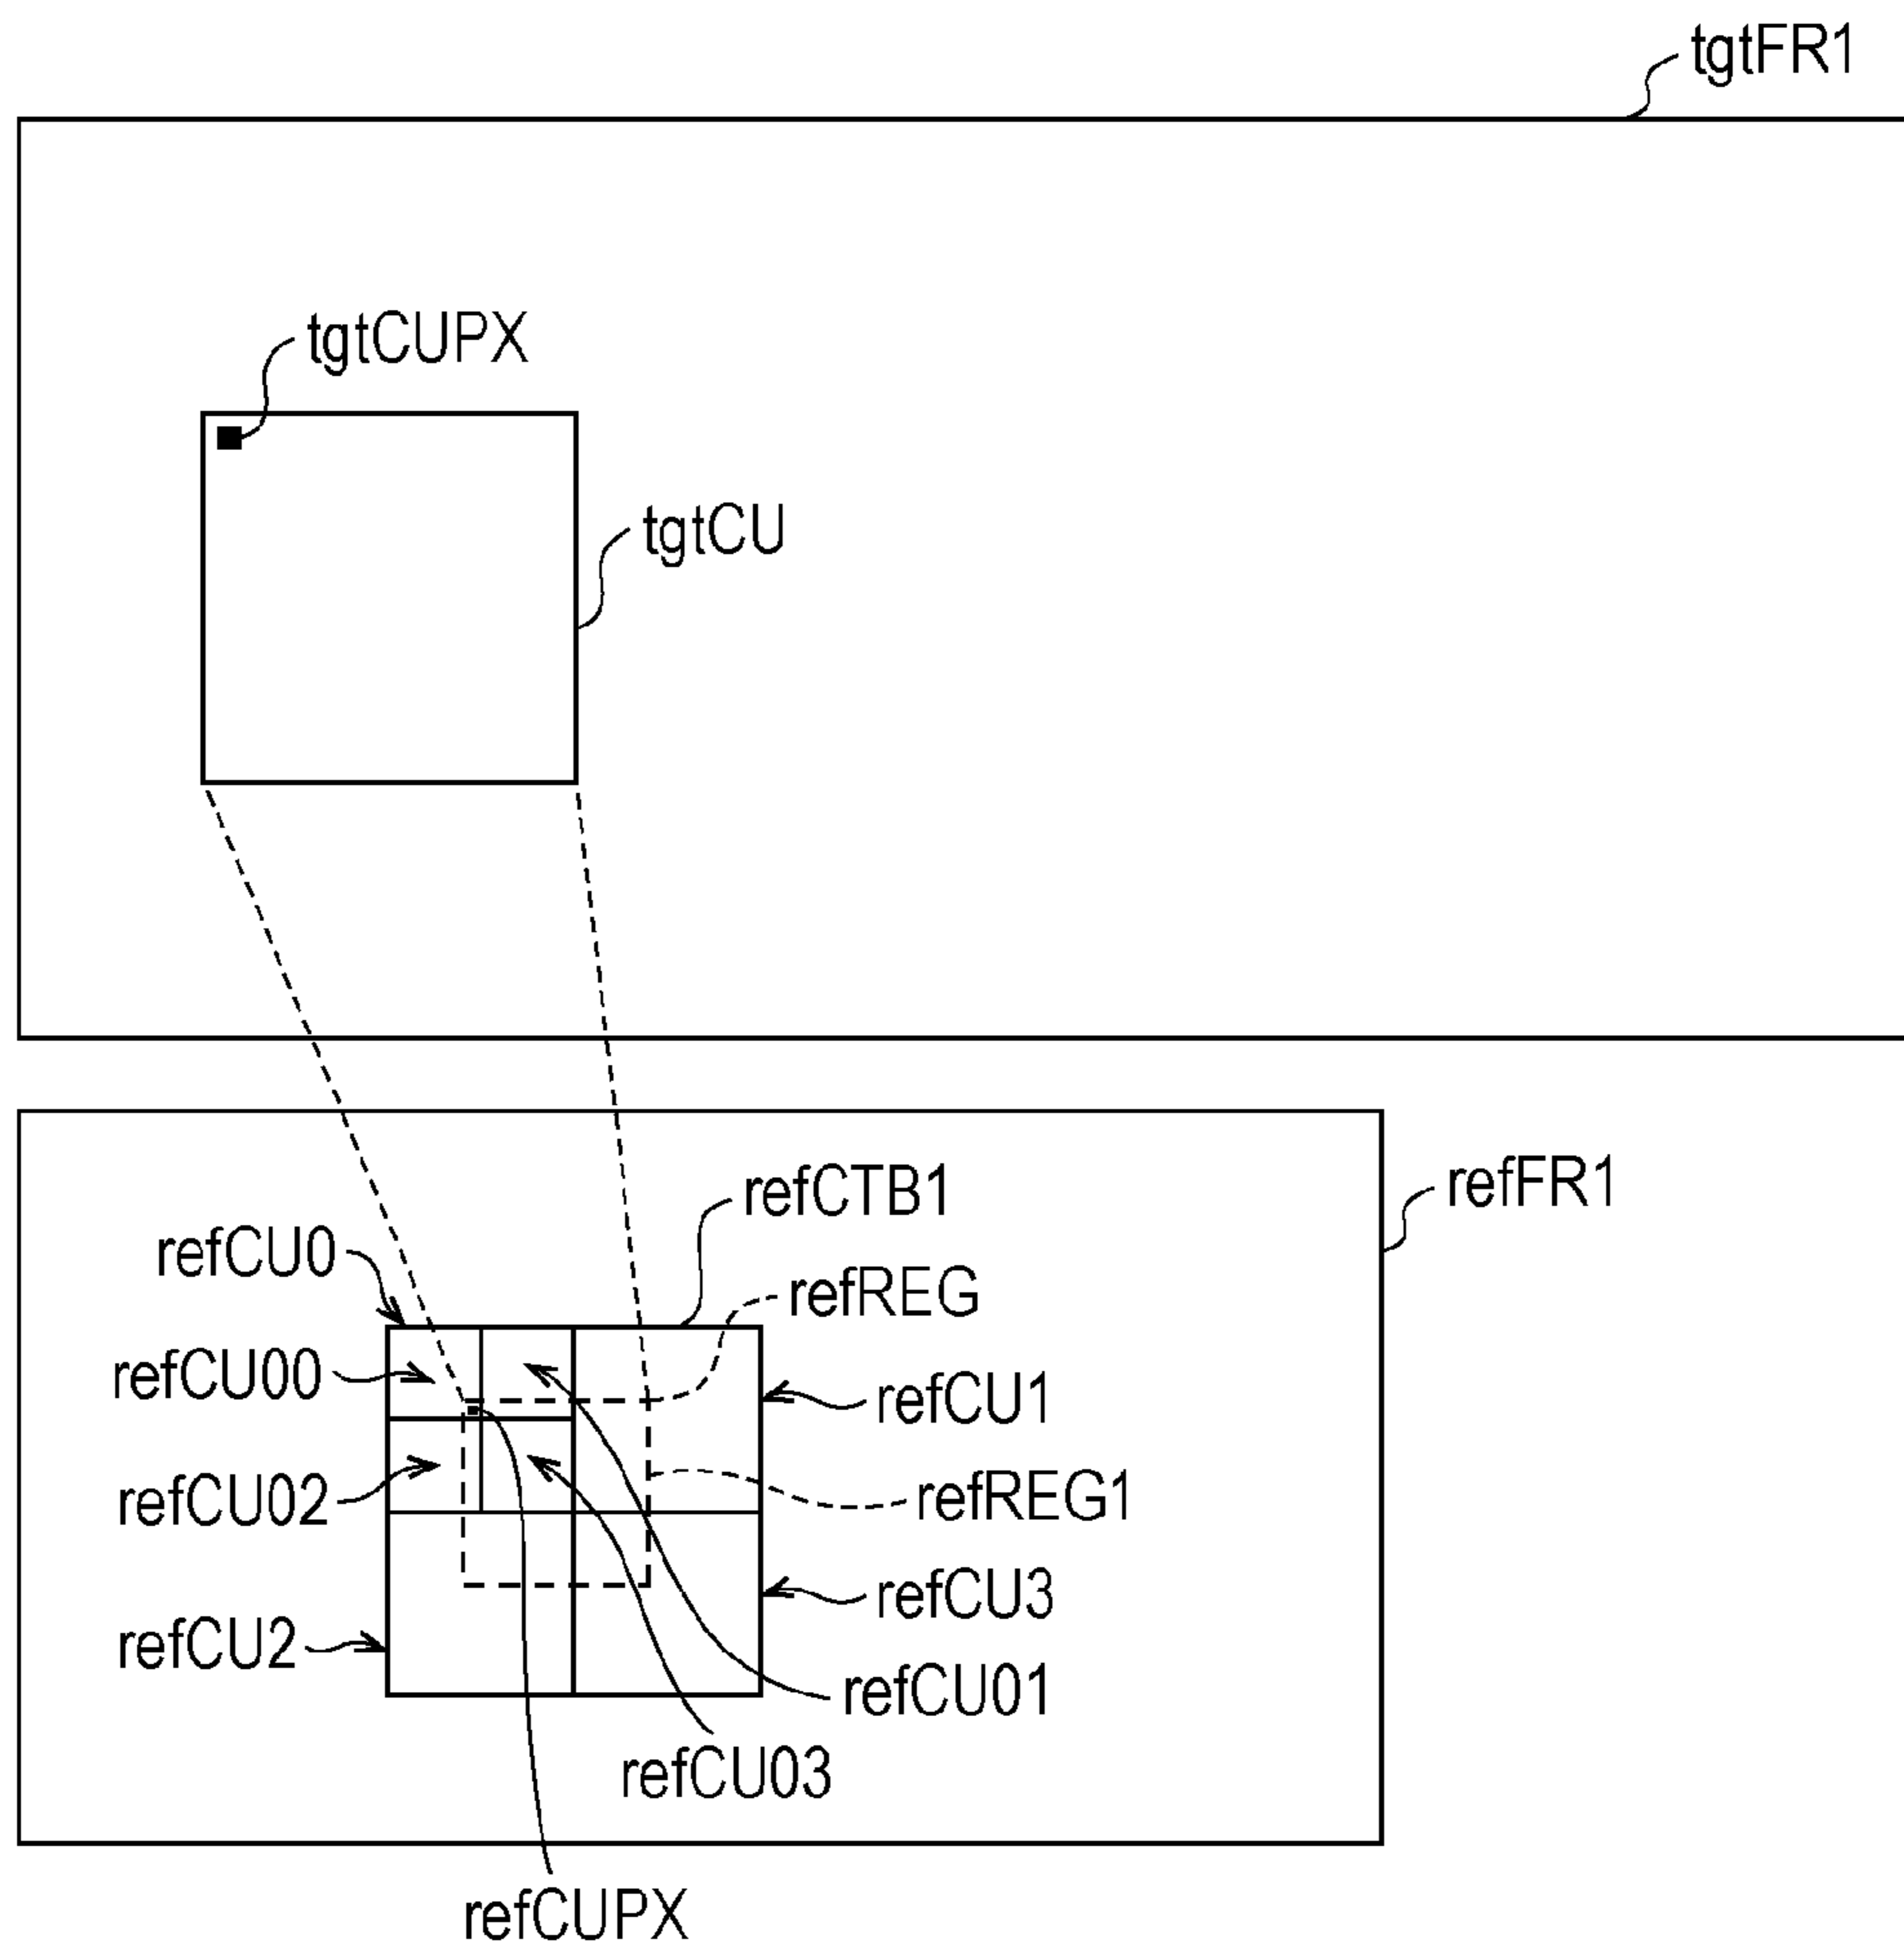 tgtFR1
tgtCUPX
tgtCU
refCTB1
refFR1
refCU0
refREG
refCU00
refCU1
refCU02
refREG1
refCU3
refCU2
refCU01
refCU03
refCUPX